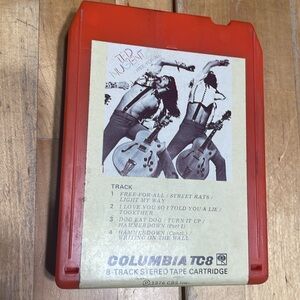 TED
NUGENT
TRACK
1 FREE-FOR-ALL / STREET RATS /
LIGHT MY WAY
2 I LOVE YOU SO I TOLD YOU A LIE /
TOGETHER
3 DOG EAT DOG / TURN IT UP /
HAMMERDOWN (Part I)
4 HAMMERDOWN (Concl.) /
WRITING ON THE WALL
COLUMBIA TC8
8-TRACK STEREO TAPE CARTRIDGE
© 1976 CBS